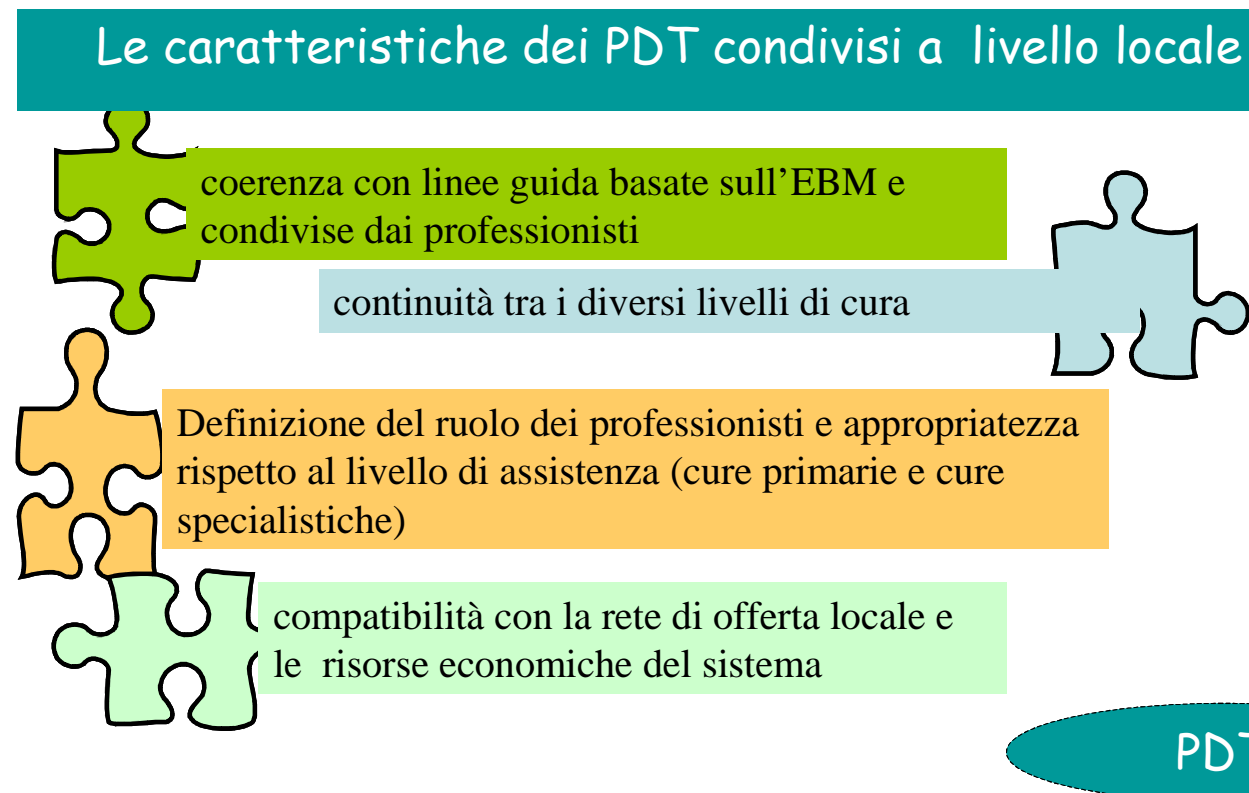 Le caratteristiche dei PDT condivisi a livello locale
coerenza con linee guida basate sull'EBM e
condivise dai professionisti
continuità tra i diversi livelli di cura
Definizione del ruolo dei professionisti e appropriatezza
rispetto al livello di assistenza (cure primarie e cure
specialistiche)
compatibilità con la rete di offerta locale e
le risorse economiche del sistema
PDT